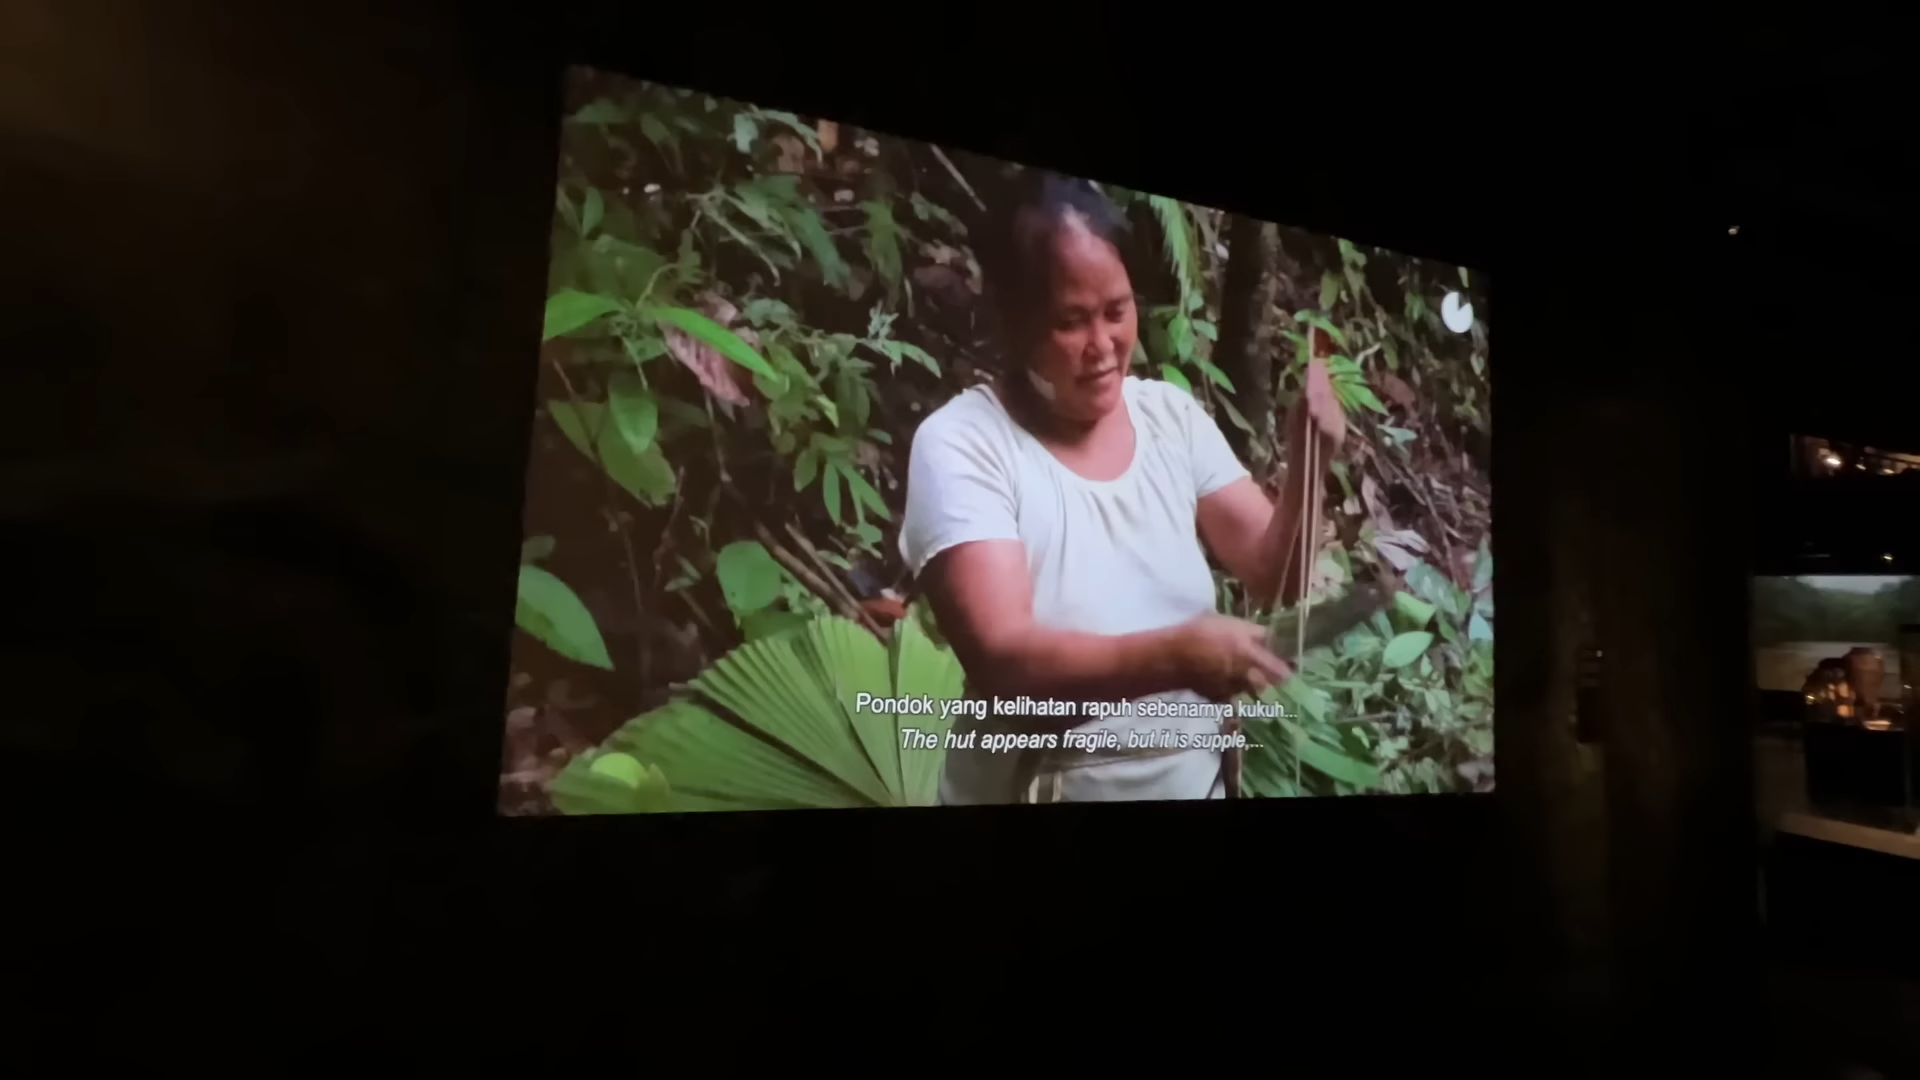 Pondok yang kelihatan rapuh sebenarnya kukuh...
The hut appears fragile, but it is supple,...